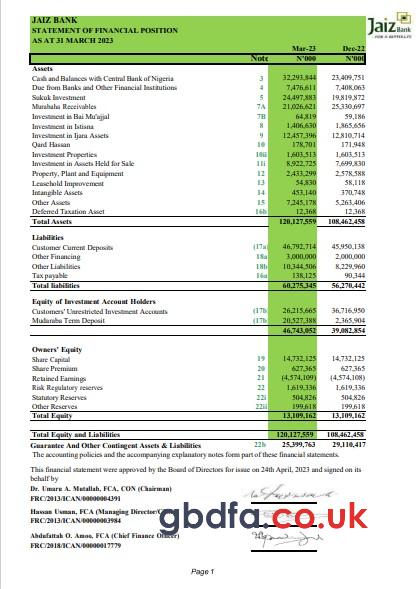 JAIZ BANK
STATEMENT OF FINANCIAL POSITION
AS AT 31 MARCH 2023
Jaiz Bank
Mar-23 Dec-22
Note N'000 N'000
Assets
Cash and Balances with Central Bank of Nigeria 3 32,293,844 23,409,751
Due from Banks and Other Financial Institutions 4 7,476,611 7,408,063
Sukuk Investment 5 24,497,883 19,819,872
Murabaha Receivables 7A 21,026,621 25,330,697
Investment in Bai Mu'ajjal 7B 64,819 59,186
Investment in Istisna 8 1,406,630 1,865,656
Investment in Ijara Assets 9 12,457,396 12,810,714
Qard Hassan 10 178,701 171,948
Investment Properties 10ii 1,603,513 1,603,513
Investment in Assets Held for Sale 11i 8,922,725 7,699,830
Property, Plant and Equipment 12 2,433,299 2,578,588
Leasehold Improvement 13 54,830 58,118
Intangible Assets 14 453,140 370,748
Other Assets 15 7,245,178 5,263,406
Deferred Taxation Asset 16b 12,368 12,368
Total Assets 120,127,559 108,462,458
Liabilities
Customer Current Deposits (17a) 46,792,714 45,950,138
Other Financing 18a 3,000,000 2,000,000
Other Liabilities 18b 10,344,506 8,229,960
Tax payable 16a 138,125 90,344
Total liabilities 60,275,345 56,270,442
Equity of Investment Account Holders
Customers' Unrestricted Investment Accounts (17b 26,215,665 36,716,950
Mudaraba Term Deposit (17b 20,527,388 2,365,904
46,743,052 39,082,854
Owners' Equity
Share Capital 19 14,732,125 14,732,125
Share Premium 20 627,365 627,365
Retained Earnings 21 (4,574,109) (4,574,108)
Risk Regulatory reserves 22 1,619,336 1,619,336
Statutory Reserves 22i 504,826 504,826
Other Reserves 22ii 199,618 199,618
Total Equity 13,109,162 13,109,162
Total Equity and Liabilities 120,127,559 108,462,458
Guarantee And Other Contingent Assets & Liabilities 22b 25,399,763 29,110,417
The accounting policies and the accompanying explanatory notes form part of these financial statements.
This financial statement were approved by the Board of Directors for issue on 24th April, 2023 and signed on its
behalf by
Dr. Umaru A. Mutallab, FCA, CON (Chairman)
FRC/2013/ICAN/00000004391
Hassan Usman, FCA (Managing Director/
FRC/2013/ICAN/00000003984
gbdfa.co.uk
Abdulfattah O. Amoo, FCA (Chief Finance Officer)
FRC/2018/ICAN/00000017779
Page 1